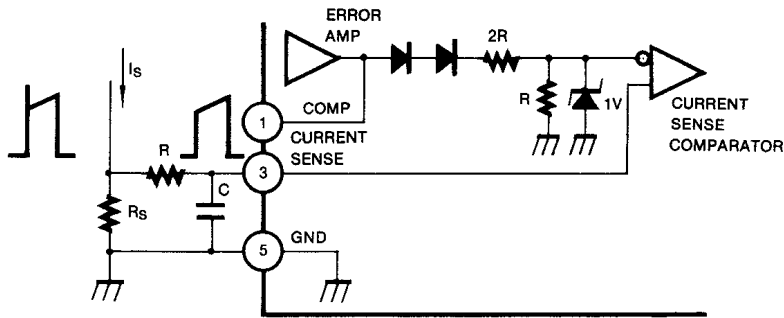 ERROR
AMP
2R
IS
R
1V
COMP
1
CURRENT
SENSE
CURRENT
SENSE
COMPARATOR
R
3
C
RS
5
GND